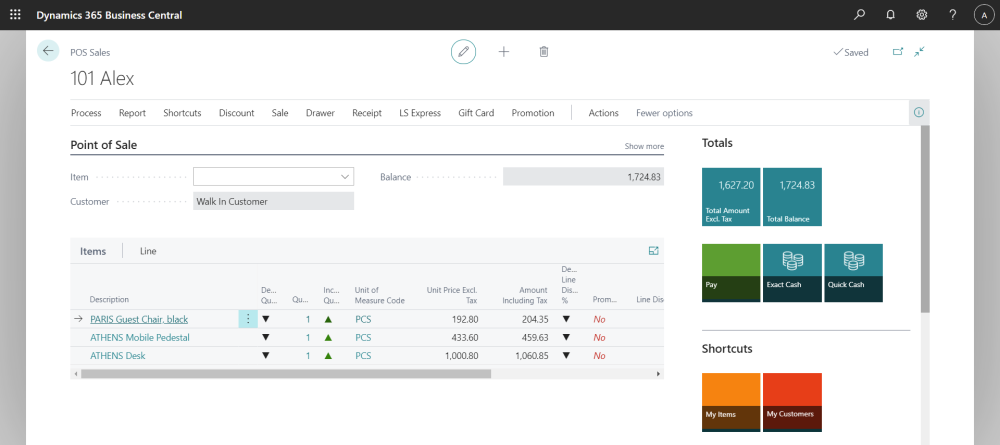 Dynamics 365 Business Central
A
POS Sales
Saved
101 Alex
Process Report Shortcuts Discount Sale Drawer Receipt LS Express Gift Card Promotion Actions Fewer options
Point of Sale
Show more
Item
Balance 1,724.83
Customer Walk In Customer
Items Line
Description De... Qu... Qu... Inc... Qu... Unit of Measure Code Unit Price Excl. Tax Amount Including Tax De... Line Dis... % Prom... Line Dis
PARIS Guest Chair, black 1 PCS 192.80 204.35 No
ATHENS Mobile Pedestal 1 PCS 433.60 459.63 No
ATHENS Desk 1 PCS 1,000.80 1,060.85 No
Totals
1,627.20
Total Amount
Excl. Tax
1,724.83
Total Balance
Pay
Exact Cash
Quick Cash
Shortcuts
My Items
My Customers